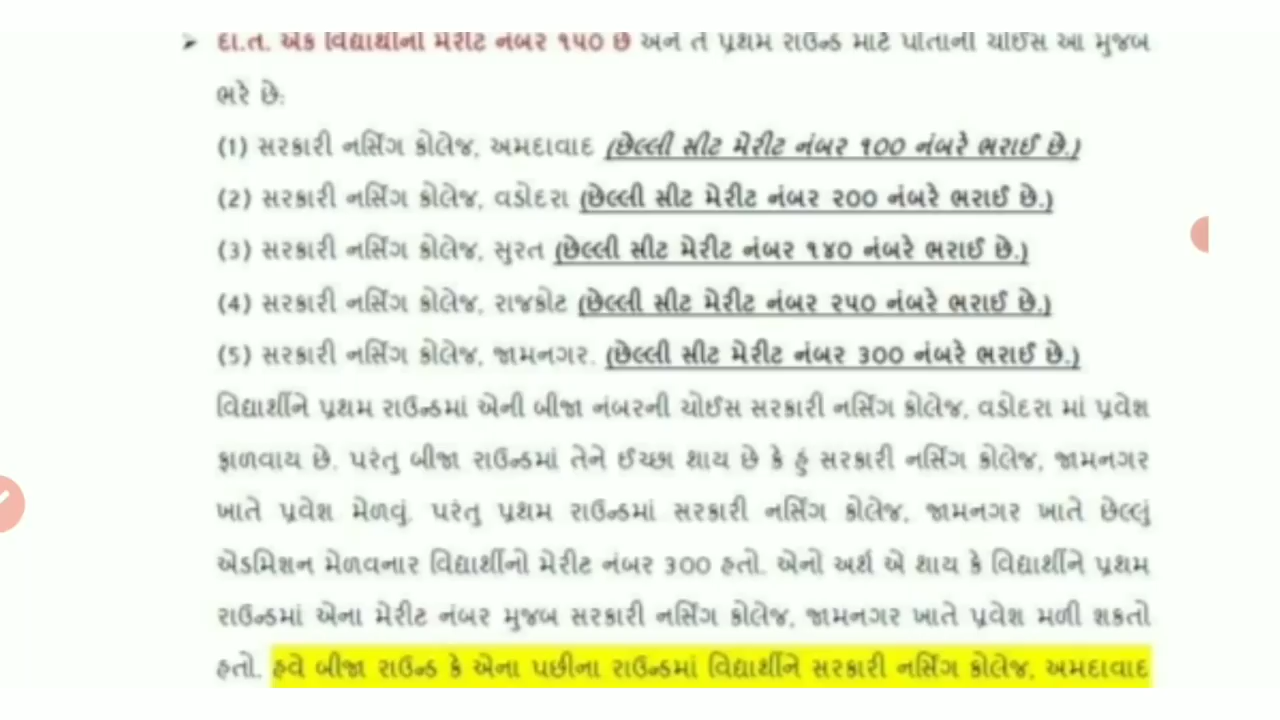 ➤ દા.ત. એક વિદ્યાર્થીનો મેરીટ નંબર ૧૫૦ છે અને તે પ્રથમ રાઉન્ડ માટે પોતાની ચોઈસ આ મુજબ
ભરે છે.
(1) સરકારી નર્સિંગ કોલેજ, અમદાવાદ (છેલ્લી સીટ મેરીટ નંબર ૧૦૦ નંબરે ભરાઈ છે.)
(2) સરકારી નર્સિંગ કોલેજ, વડોદરા (છેલ્લી સીટ મેરીટ નંબર ૨૦૦ નંબરે ભરાઈ છે.)
(3) સરકારી નર્સિંગ કોલેજ, સુરત (છેલ્લી સીટ મેરીટ નંબર ૧૪૦ નંબરે ભરાઈ છે.)
(4) સરકારી નર્સિંગ કોલેજ, રાજકોટ (છેલ્લી સીટ મેરીટ નંબર ૨૫૦ નંબરે ભરાઈ છે.)
(5) સરકારી નર્સિંગ કોલેજ, જામનગર. (છેલ્લી સીટ મેરીટ નંબર ૩૦૦ નંબરે ભરાઈ છે.)
વિદ્યાર્થીને પ્રથમ રાઉન્ડમાં એની બીજા નંબરની ચોઈસ સરકારી નર્સિંગ કોલેજ, વડોદરા માં પ્રવેશ
ફાળવાય છે. પરંતુ બીજા રાઉન્ડમાં તેને ઈચ્છા થાય છે કે હું સરકારી નર્સિંગ કોલેજ, જામનગર
ખાતે પ્રવેશ મેળવું. પરંતુ પ્રથમ રાઉન્ડમાં સરકારી નર્સિંગ કોલેજ, જામનગર ખાતે છેલ્લું
એડમિશન મેળવનાર વિદ્યાર્થીનો મેરીટ નંબર ૩૦૦ હતો. એનો અર્થ એ થાય કે વિદ્યાર્થીને પ્રથમ
રાઉન્ડમાં એના મેરીટ નંબર મુજબ સરકારી નર્સિંગ કોલેજ, જામનગર ખાતે પ્રવેશ મળી શકતો
હતો. હવે બીજા રાઉન્ડ કે એના પછીના રાઉન્ડમાં વિદ્યાર્થીને સરકારી નર્સિંગ કોલેજ, અમદાવાદ